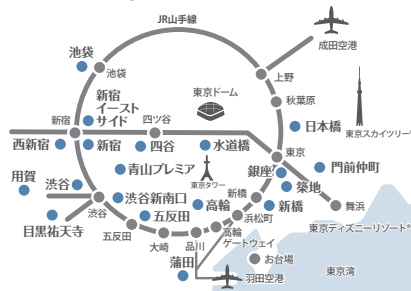 JR山手線
成田空港
池袋
池袋
上野
新宿
イースト
サイド
東京ドーム
秋葉原
東京スカイツリー®
新宿
四ツ谷
日本橋
西新宿
新宿
四谷
水道橋
東京
青山プレミア
東京タワー
銀座
門前仲町
用賀
渋谷
築地
渋谷
渋谷新南口
高輪
新橋
新橋
舞浜
目黒祐天寺
五反田
浜松町
五反田
大崎
品川
高輪
ゲートウェイ
東京ディズニーリゾート®
お台場
蒲田
羽田空港
東京湾